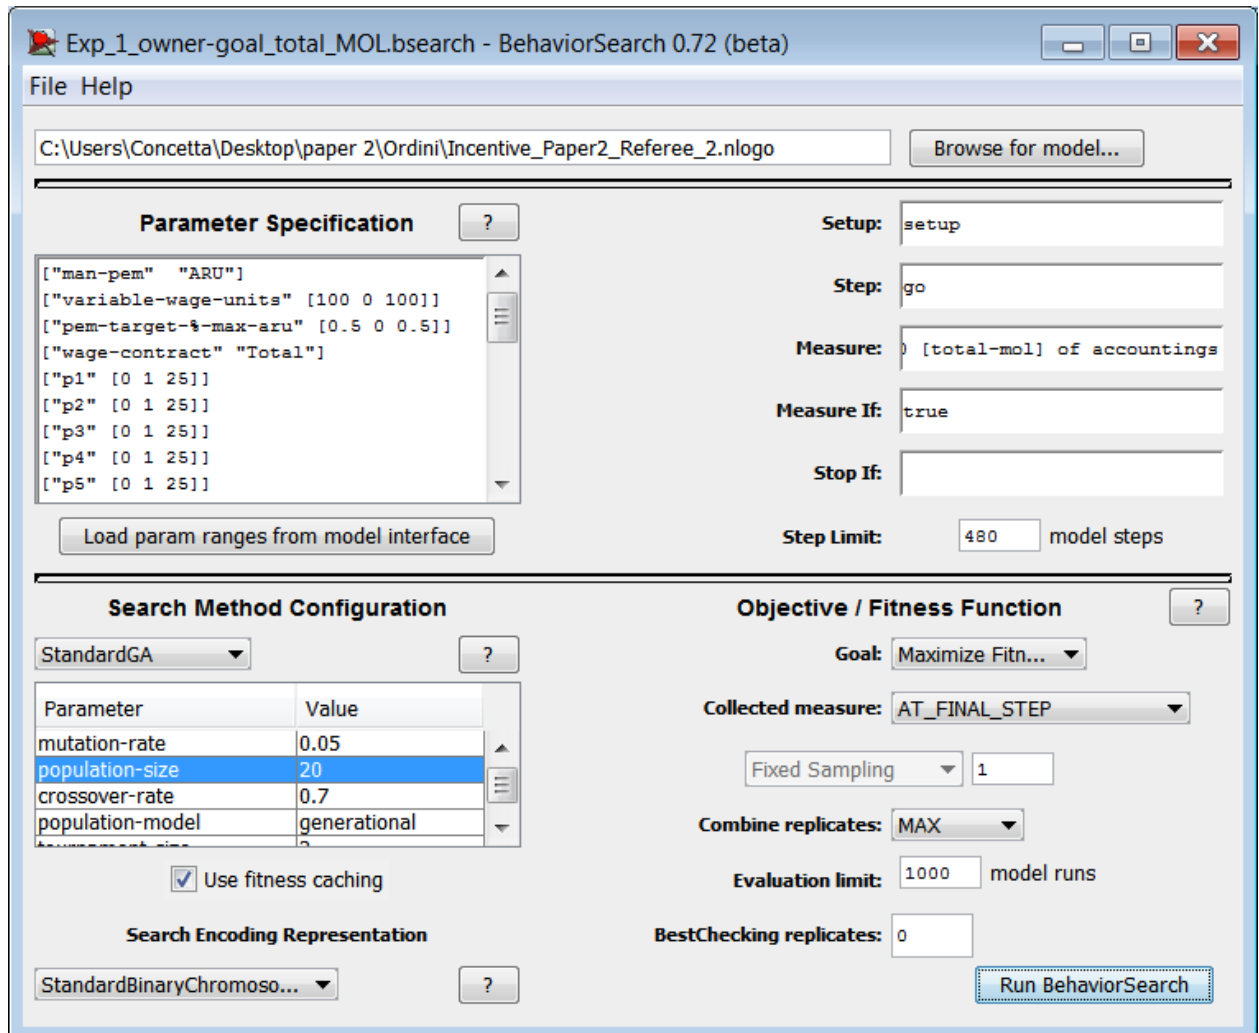 Exp_1_owner-goal_total_MOL.bsearch - BehaviorSearch 0.72 (beta)
File Help
C:\Users\Concetta\Desktop\paper 2\Ordini\Incentive_Paper2_Referee_2.nlogo
Browse for model...
Parameter Specification
?
["man-pem"  "ARU"]
["variable-wage-units" [100 0 100]]
["pem-target-%-max-aru" [0.5 0 0.5]]
["wage-contract" "Total"]
["p1" [0 1 25]]
["p2" [0 1 25]]
["p3" [0 1 25]]
["p4" [0 1 25]]
["p5" [0 1 25]]
Load param ranges from model interface
Setup: setup
Step: go
Measure: ) [total-mol] of accountings
Measure If: true
Stop If:
Step Limit: 480 model steps
Search Method Configuration
StandardGA
?
Parameter Value
mutation-rate 0.05
population-size 20
crossover-rate 0.7
population-model generational
Use fitness caching
Search Encoding Representation
StandardBinaryChromoso...
?
Objective / Fitness Function
?
Goal: Maximize Fitn...
Collected measure: AT_FINAL_STEP
Fixed Sampling 1
Combine replicates: MAX
Evaluation limit: 1000 model runs
BestChecking replicates: 0
Run BehaviorSearch